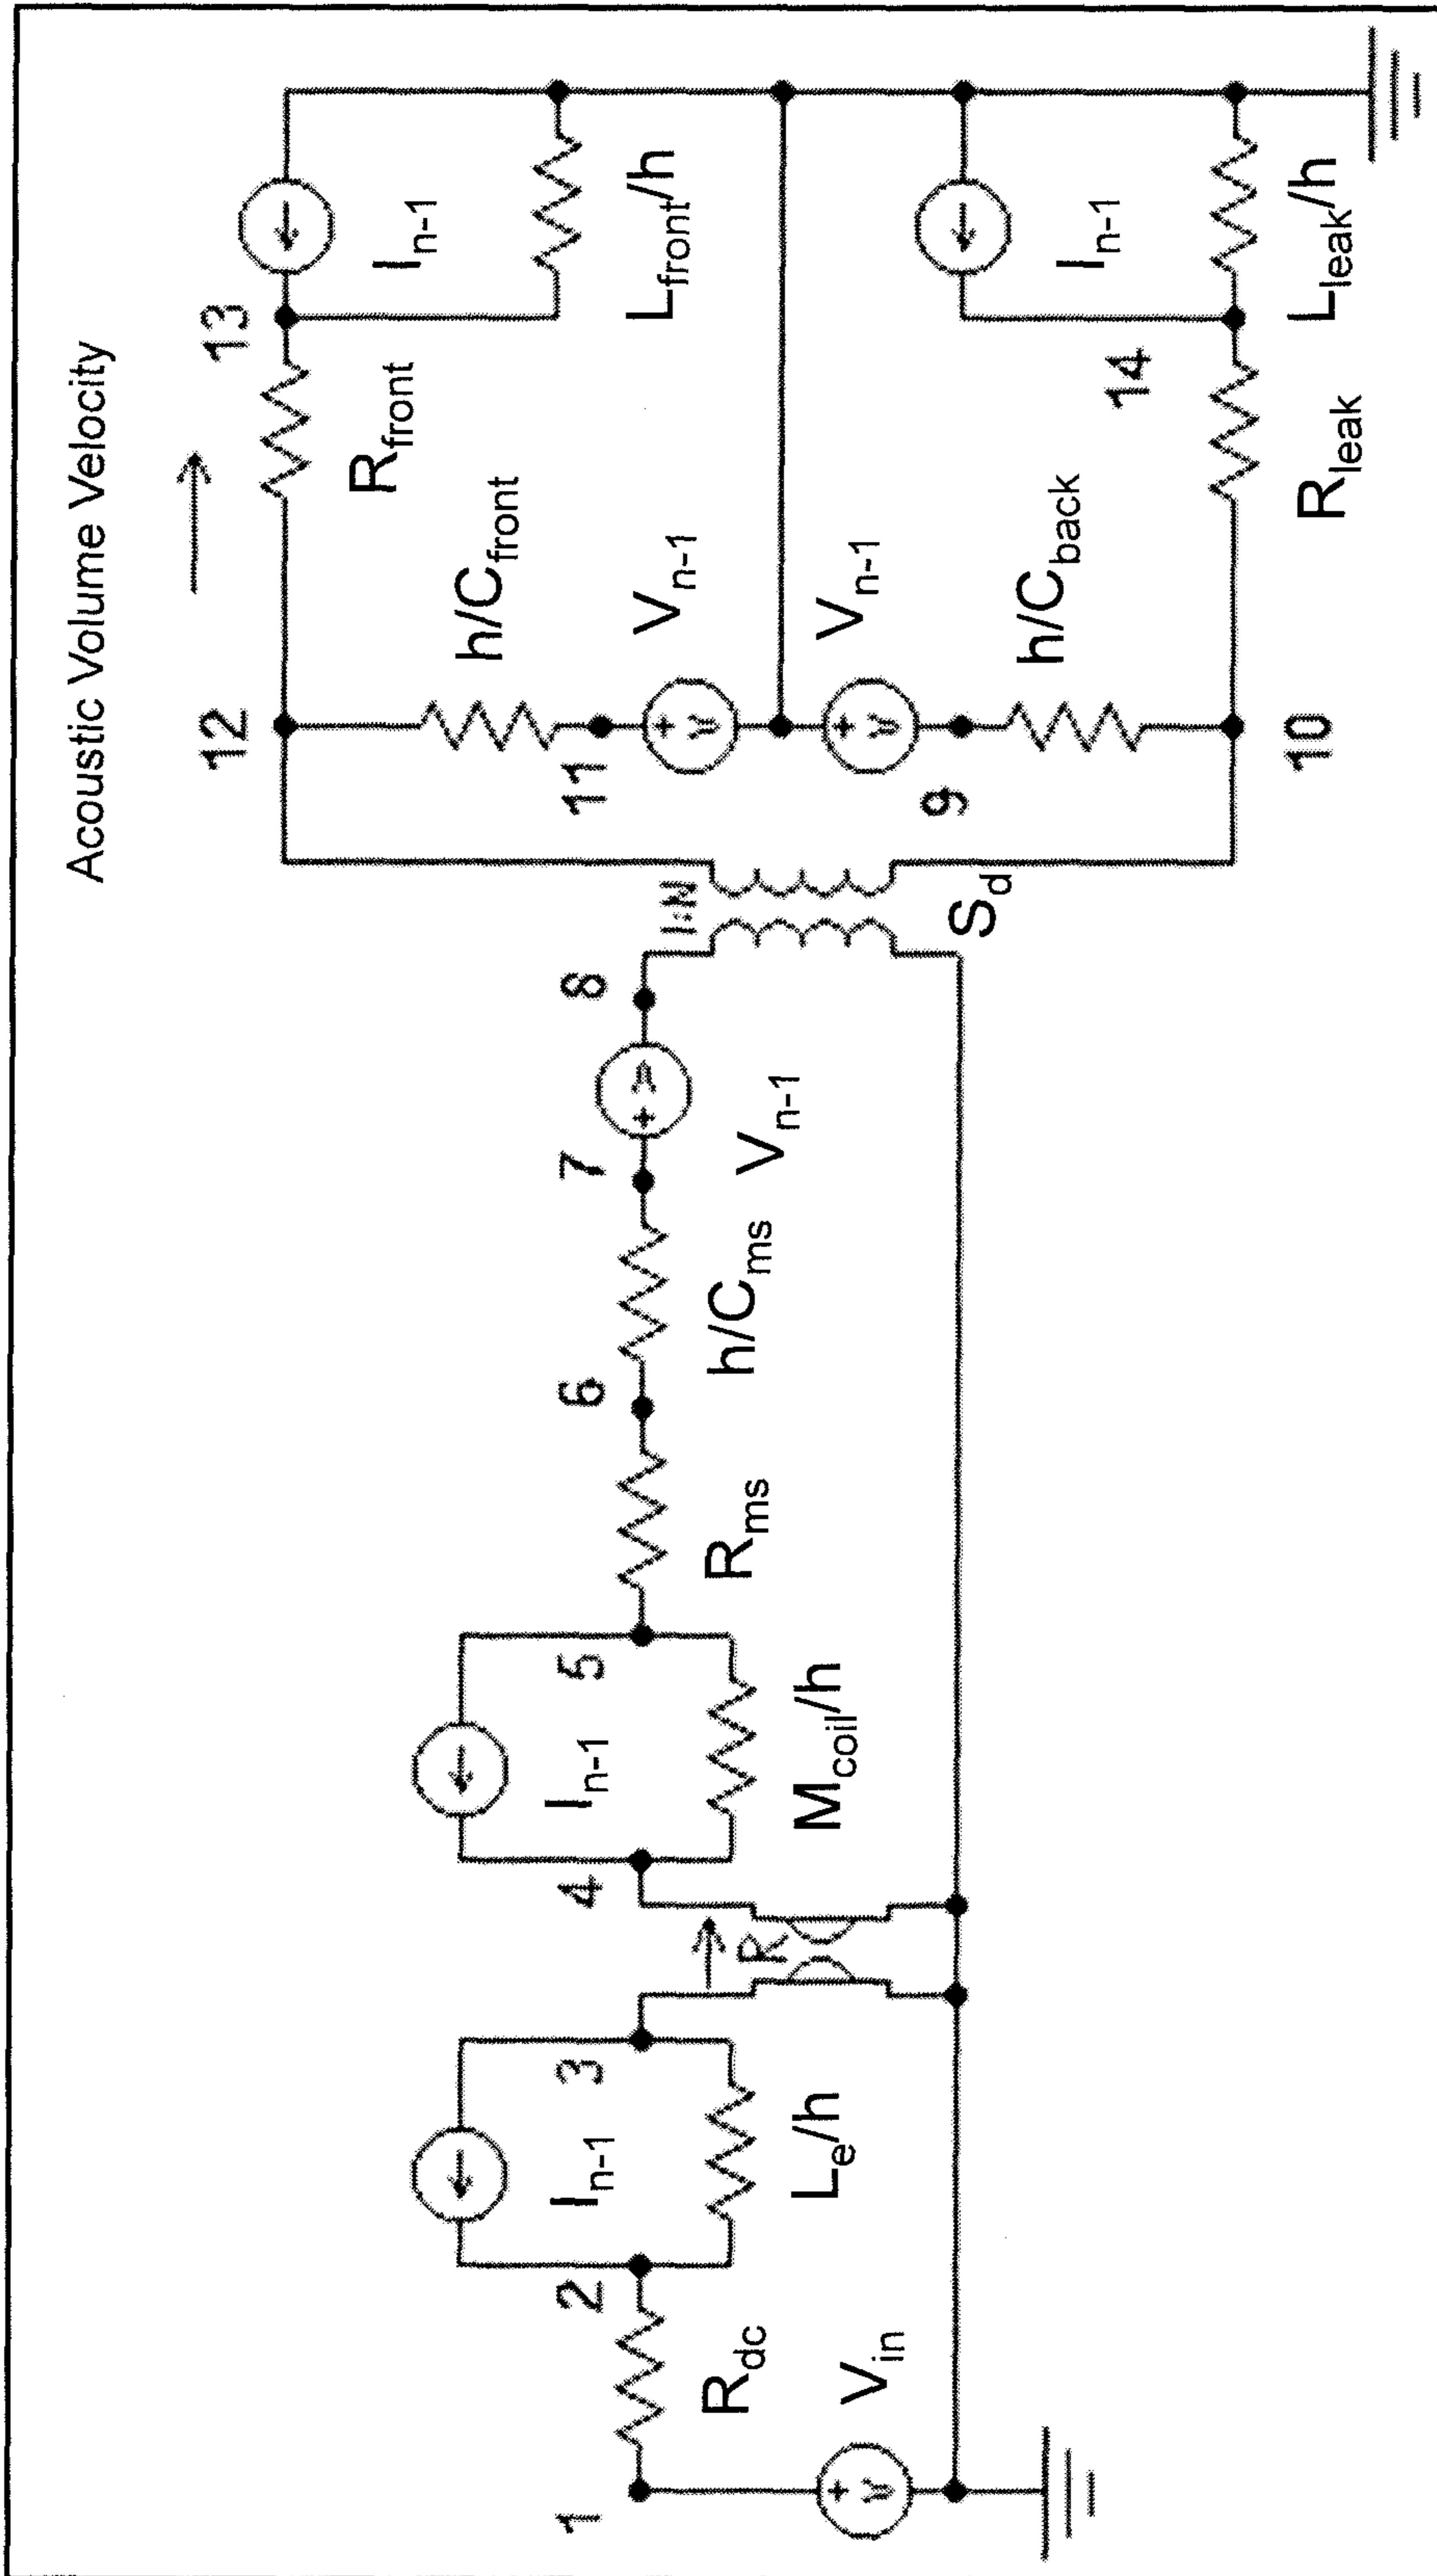 Acoustic Volume Velocity
1
R_dc
V_in
2
I_n-1
L_e/h
3
R
4
I_n-1
M_coil/h
5
R_ms
6
h/C_ms
7
V_n-1
8
1:N
S_d
12
h/C_front
11
V_n-1
V_n-1
9
h/C_back
10
R_front
13
I_n-1
L_front/h
I_n-1
14
R_leak
L_leak/h
+
V
+
V
+
V
+
V